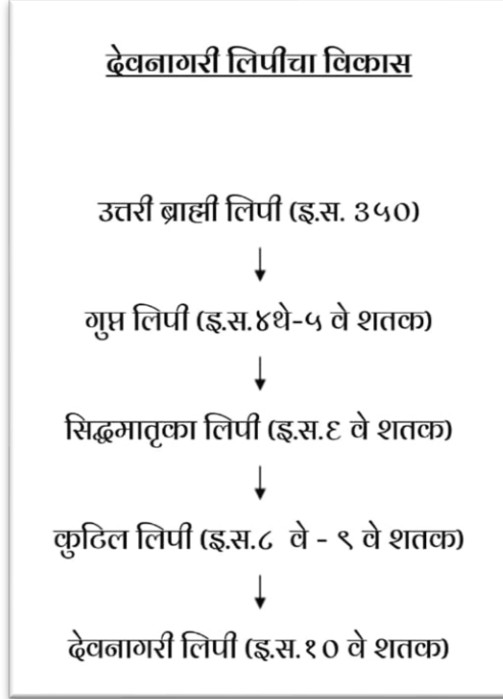 देवनागरी लिपीचा विकास
उत्तरी ब्राह्मी लिपी (इ.स. ३५०)
↓
गुप्त लिपी (इ.स.४थे-५ वे शतक)
↓
सिद्धमातृका लिपी (इ.स.६ वे शतक)
↓
कुटिल लिपी (इ.स.८ वे - ९ वे शतक)
↓
देवनागरी लिपी (इ.स.१० वे शतक)